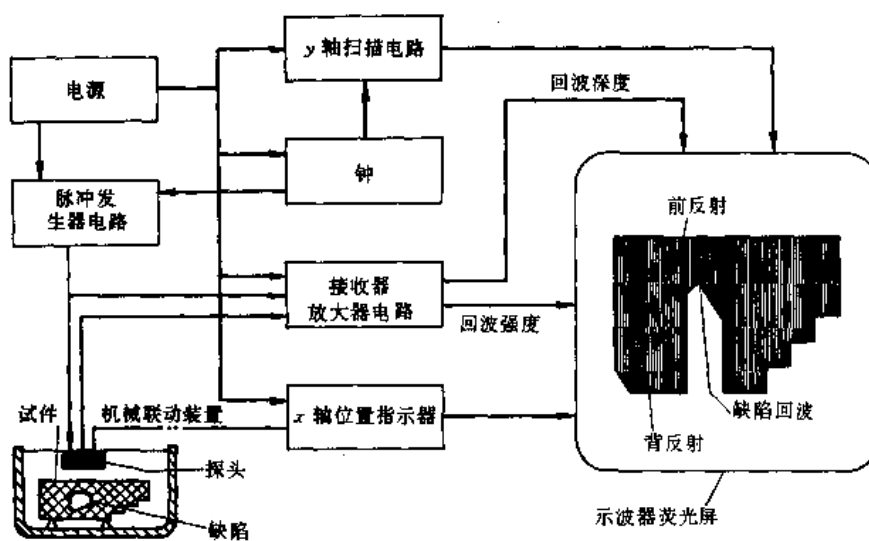 y 轴扫描电路
电源
回波深度
钟
脉冲发
生器电路
前反射
接收器
放大器电路
回波强度
试件
机械联动装置
x 轴位置指示器
缺陷回波
背反射
探头
示波器荧光屏
缺陷